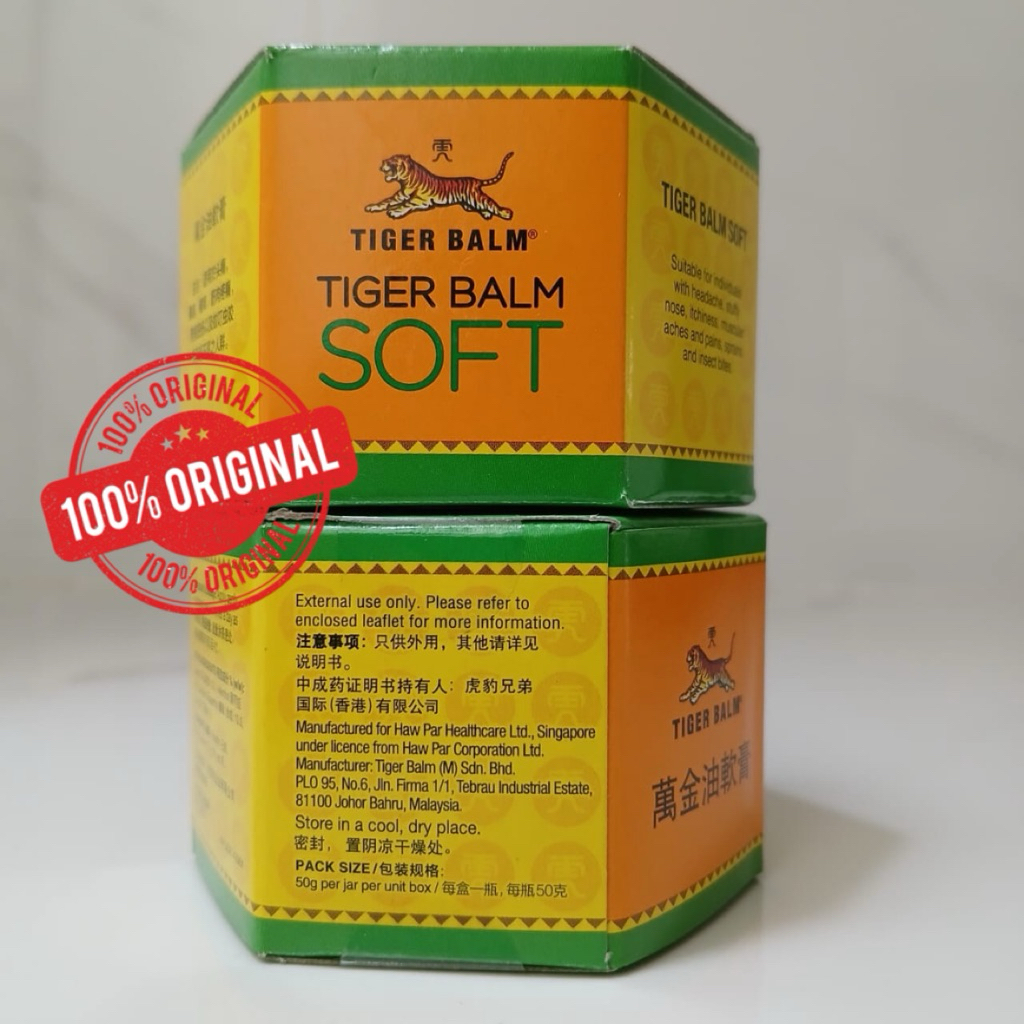 TIGER BALM®
TIGER BALM
SOFT
TIGER BALM SOFT
Suitable for individuals
with headache, stuffy
nose, itchiness, muscular
aches and pains, sprains
and insect bites
萬金油軟膏
100% ORIGINAL
100% ORIGINAL
100% ORIGINAL
External use only. Please refer to
enclosed leaflet for more information.
注意事项：只供外用，其他请详见
说明书。
中成药证明书持有人：虎豹兄弟
国际(香港)有限公司
Manufactured for Haw Par Healthcare Ltd., Singapore
under licence from Haw Par Corporation Ltd.
Manufacturer: Tiger Balm (M) Sdn. Bhd.
PLO 95, No.6, Jln. Firma 1/1, Tebrau Industrial Estate,
81100 Johor Bahru, Malaysia.
Store in a cool, dry place.
密封，置阴凉干燥处。
PACK SIZE/包装规格:
50g per jar per unit box / 每盒一瓶, 每瓶50克
TIGER BALM®
萬金油軟膏